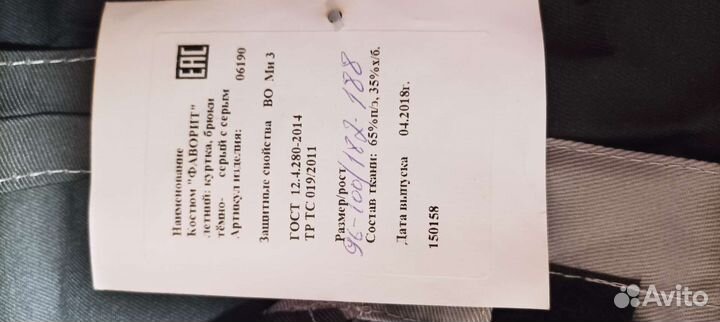 EAC
Наименование
Костюм "ФАВОРИТ"
летний: куртка, брюки
тёмно- серый с серым
Артикул изделия: 06190
Защитные свойства ВО Ми З
ГОСТ 12.4.280-2014
ТР ТС 019/2011
Размер/рост/
96-100/182-188
Состав ткани: 65%п/э, 35%х/б.
Дата выпуска 04.2018г.
150158
Avito